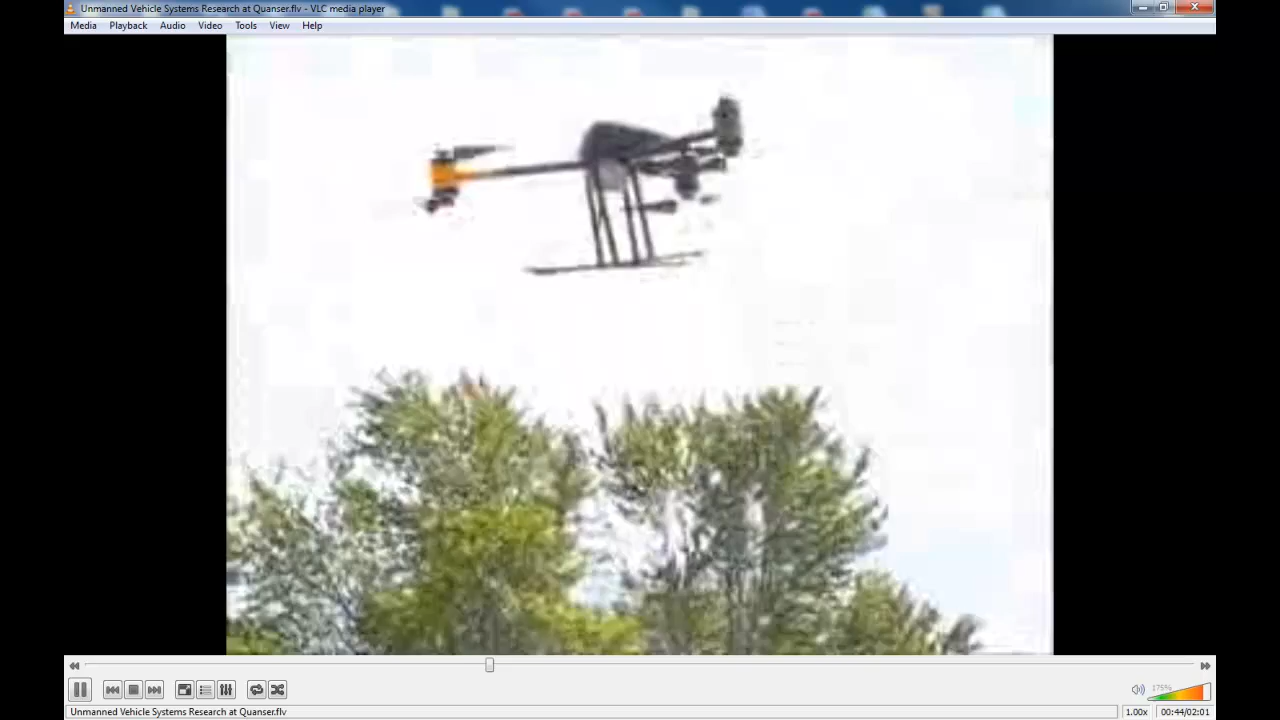 Unmanned Vehicle Systems Research at Quanser.flv - VLC media player
Media Playback Audio Video Tools View Help
175%
Unmanned Vehicle Systems Research at Quanser.flv 1.00x 00:44/02:01